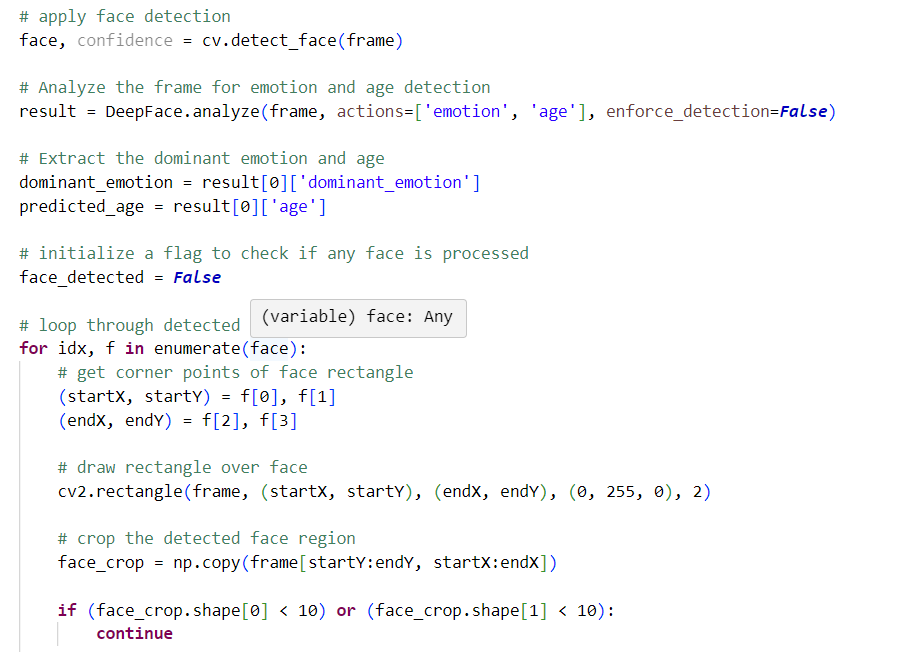 # apply face detection
face, confidence = cv.detect_face(frame)
# Analyze the frame for emotion and age detection
result = DeepFace.analyze(frame, actions=['emotion', 'age'], enforce_detection=False)
# Extract the dominant emotion and age
dominant_emotion = result[0]['dominant_emotion']
predicted_age = result[0]['age']
# initialize a flag to check if any face is processed
face_detected = False
(variable) face: Any
# loop through detected
for idx, f in enumerate(face):
    # get corner points of face rectangle
    (startX, startY) = f[0], f[1]
    (endX, endY) = f[2], f[3]
    # draw rectangle over face
    cv2.rectangle(frame, (startX, startY), (endX, endY), (0, 255, 0), 2)
    # crop the detected face region
    face_crop = np.copy(frame[startY:endY, startX:endX])
    if (face_crop.shape[0] < 10) or (face_crop.shape[1] < 10):
        continue